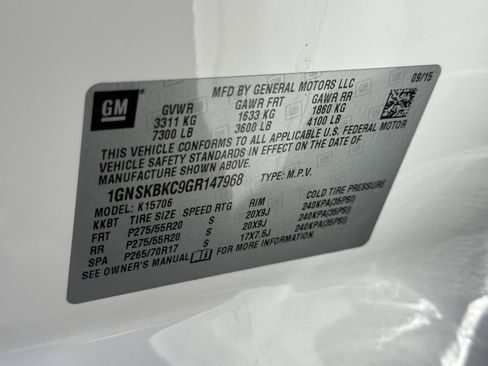 GM
MFD BY GENERAL MOTORS LLC 09/15
GVWR GAWR FRT GAWR RR
3311 KG 1633 KG 1860 KG
7300 LB 3600 LB 4100 LB
THIS VEHICLE CONFORMS TO ALL APPLICABLE U.S. FEDERAL MOTOR
VEHICLE SAFETY STANDARDS IN EFFECT ON THE DATE OF
MANUFACTURE SHOWN ABOVE.
1GNSKBKC9GR147968 TYPE: M.P.V.
MODEL: K15706 COLD TIRE PRESSURE
KKBT TIRE SIZE SPEED RTG RIM
FRT P275/55R20 S 20X9J 240KPA(35PSI)
RR P275/55R20 S 20X9J 240KPA(35PSI)
SPA P265/70R17 S 17X7.5J 240KPA(35PSI)
SEE OWNER'S MANUAL FOR MORE INFORMATION.